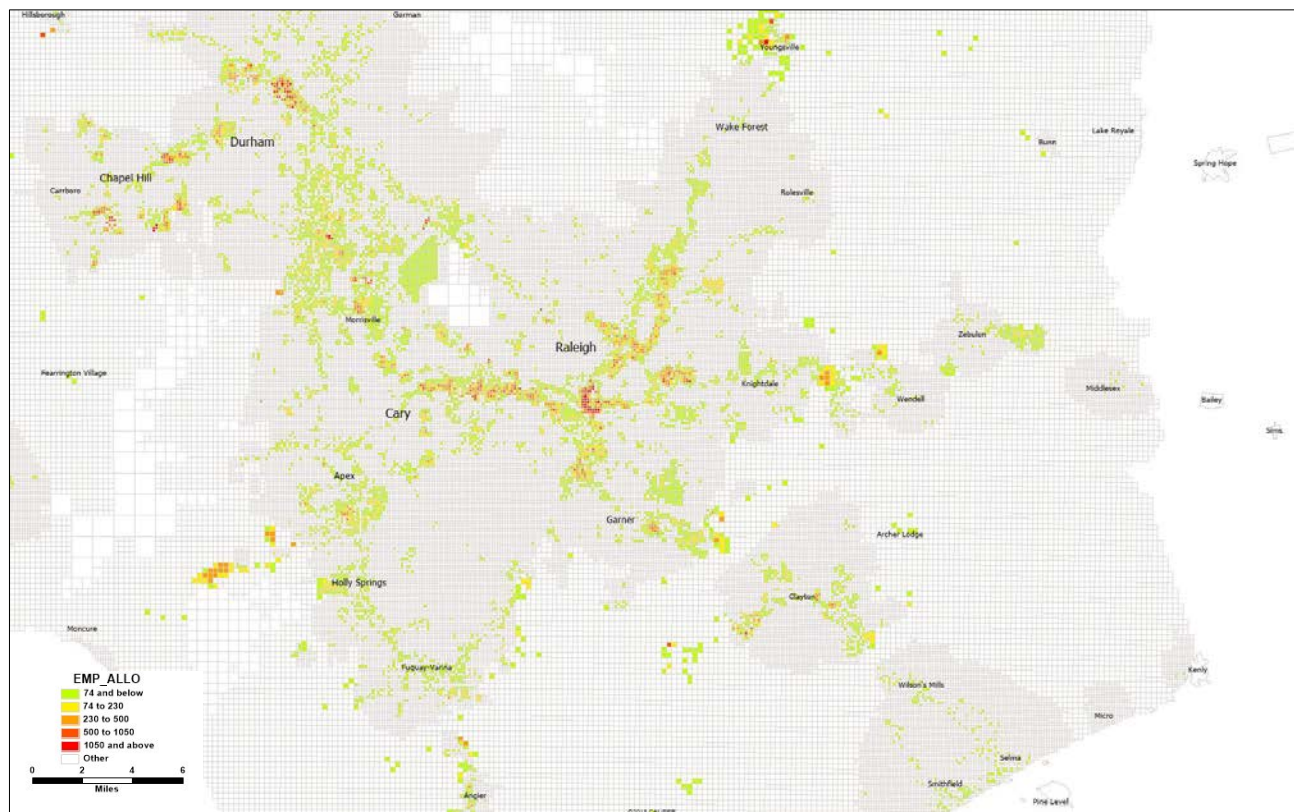 Hillsborough
Gorman
Youngsville
Wake Forest
Bunn
Lake Royale
Durham
Spring Hope
Chapel Hill
Carrboro
Rolesville
Morrisville
Zebulon
Raleigh
Fearrington Village
Knightdale
Middlesex
Wendell
Bailey
Cary
Sims
Apex
Garner
Archer Lodge
Holly Springs
Clayton
Moncure
Fuquay-Varina
Kenly
Wilson's Mills
Micro
Selma
Smithfield
Angier
Pine Level
EMP_ALLO
74 and below
74 to 230
230 to 500
500 to 1050
1050 and above
Other
0 2 4 6
Miles